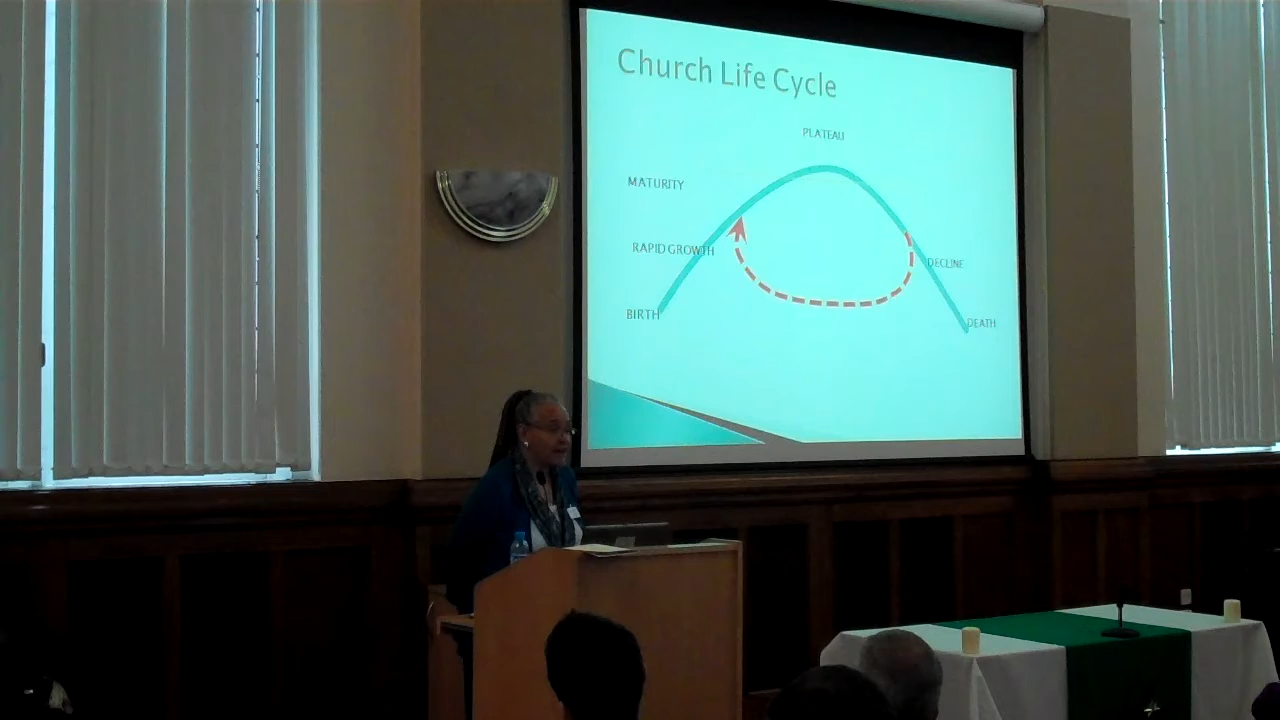 Church Life Cycle
PLATEAU
MATURITY
RAPID GROWTH
DECLINE
BIRTH
DEATH